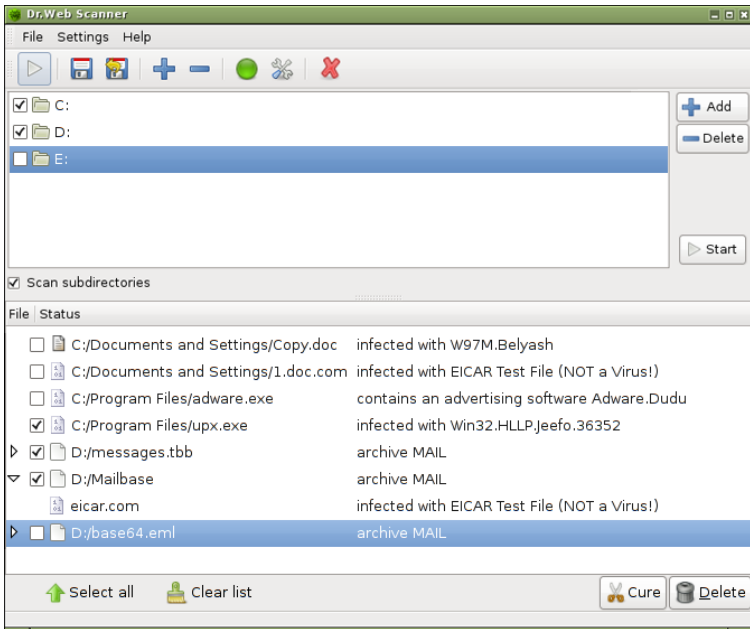 Dr.Web Scanner
File Settings Help
C:
D:
E:
Add
Delete
Start
Scan subdirectories
File Status
C:/Documents and Settings/Copy.doc infected with W97M.Belyash
C:/Documents and Settings/1.doc.com infected with EICAR Test File (NOT a Virus!)
C:/Program Files/adware.exe contains an advertising software Adware.Dudu
C:/Program Files/upx.exe infected with Win32.HLLP.Jeefo.36352
D:/messages.tbb archive MAIL
D:/Mailbase archive MAIL
eicar.com infected with EICAR Test File (NOT a Virus!)
D:/base64.eml archive MAIL
Select all Clear list Cure Delete